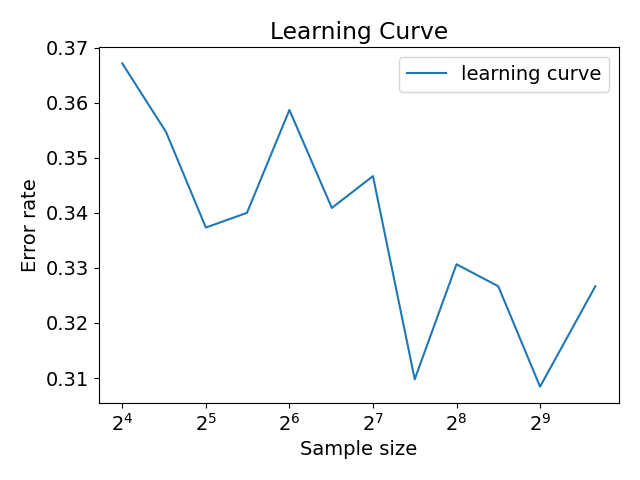 Learning Curve
learning curve
0.37
0.36
0.35
0.34
0.33
0.32
0.31
Error rate
2⁴ 2⁵ 2⁶ 2⁷ 2⁸ 2⁹
Sample size